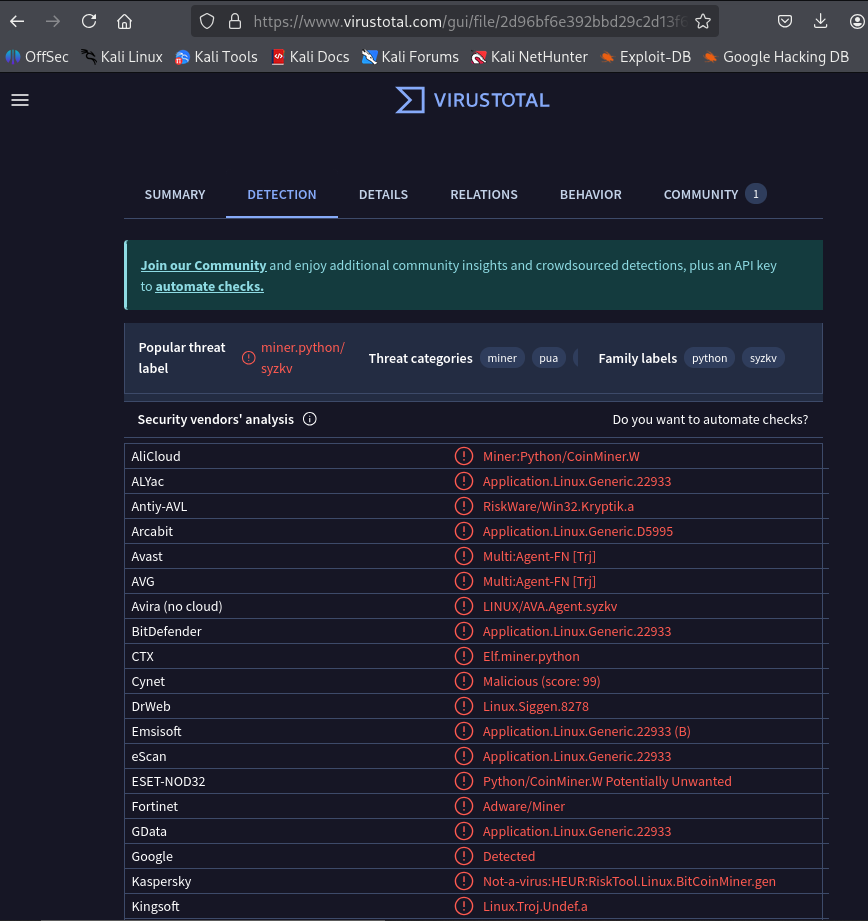 https://www.virustotal.com/gui/file/2d96bf6e392bbd29c2d13f6
OffSec Kali Linux Kali Tools Kali Docs Kali Forums Kali NetHunter Exploit-DB Google Hacking DB
VIRUSTOTAL
SUMMARY DETECTION DETAILS RELATIONS BEHAVIOR COMMUNITY 1
Join our Community and enjoy additional community insights and crowdsourced detections, plus an API key
to automate checks.
Popular threat label miner.python/syzkv Threat categories miner pua Family labels python syzkv
Security vendors' analysis Do you want to automate checks?
AliCloud Miner:Python/CoinMiner.W
ALYac Application.Linux.Generic.22933
Antiy-AVL RiskWare/Win32.Kryptik.a
Arcabit Application.Linux.Generic.D5995
Avast Multi:Agent-FN [Trj]
AVG Multi:Agent-FN [Trj]
Avira (no cloud) LINUX/AVA.Agent.syzkv
BitDefender Application.Linux.Generic.22933
CTX Elf.miner.python
Cynet Malicious (score: 99)
DrWeb Linux.Siggen.8278
Emsisoft Application.Linux.Generic.22933 (B)
eScan Application.Linux.Generic.22933
ESET-NOD32 Python/CoinMiner.W Potentially Unwanted
Fortinet Adware/Miner
GData Application.Linux.Generic.22933
Google Detected
Kaspersky Not-a-virus:HEUR:RiskTool.Linux.BitCoinMiner.gen
Kingsoft Linux.Troj.Undef.a